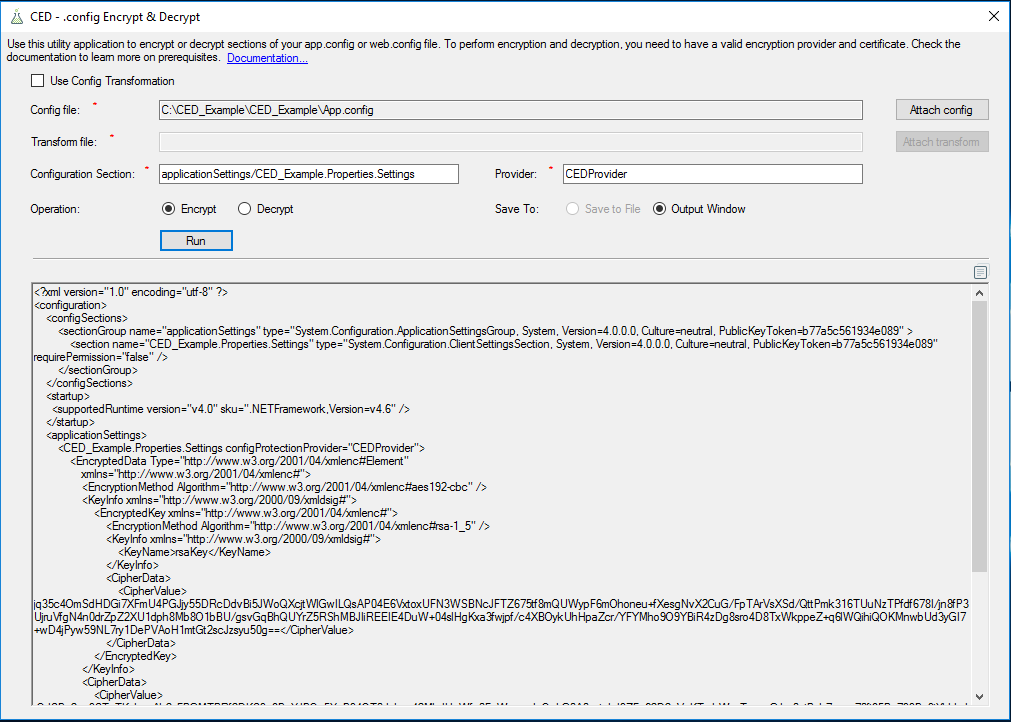 CED - .config Encrypt & Decrypt
Use this utility application to encrypt or decrypt sections of your app.config or web.config file. To perform encryption and decryption, you need to have a valid encryption provider and certificate. Check the
documentation to learn more on prerequisites. Documentation...
Use Config Transformation
Config file: * C:\CED_Example\CED_Example\App.config Attach config
Transform file: * Attach transform
Configuration Section: * applicationSettings/CED_Example.Properties.Settings Provider: * CEDProvider
Operation: Encrypt Decrypt Save To: Save to File Output Window
Run
<?xml version="1.0" encoding="utf-8" ?>
<configuration>
<configSections>
<sectionGroup name="applicationSettings" type="System.Configuration.ApplicationSettingsGroup, System, Version=4.0.0.0, Culture=neutral, PublicKeyToken=b77a5c561934e089" >
<section name="CED_Example.Properties.Settings" type="System.Configuration.ClientSettingsSection, System, Version=4.0.0.0, Culture=neutral, PublicKeyToken=b77a5c561934e089"
requirePermission="false" />
</sectionGroup>
</configSections>
<startup>
<supportedRuntime version="v4.0" sku=".NETFramework,Version=v4.6" />
</startup>
<applicationSettings>
<CED_Example.Properties.Settings configProtectionProvider="CEDProvider">
<EncryptedData Type="http://www.w3.org/2001/04/xmlenc#Element"
xmlns="http://www.w3.org/2001/04/xmlenc#">
<EncryptionMethod Algorithm="http://www.w3.org/2001/04/xmlenc#aes192-cbc" />
<KeyInfo xmlns="http://www.w3.org/2000/09/xmldsig#">
<EncryptedKey xmlns="http://www.w3.org/2001/04/xmlenc#">
<EncryptionMethod Algorithm="http://www.w3.org/2001/04/xmlenc#rsa-1_5" />
<KeyInfo xmlns="http://www.w3.org/2000/09/xmldsig#">
<KeyName>rsaKey</KeyName>
</KeyInfo>
<CipherData>
<CipherValue>
+wD4jPyw59NL7ry1DePVAoH1mtGt2scJzsyu50g==</CipherValue>
</CipherData>
</EncryptedKey>
</KeyInfo>
<CipherData>
<CipherValue>